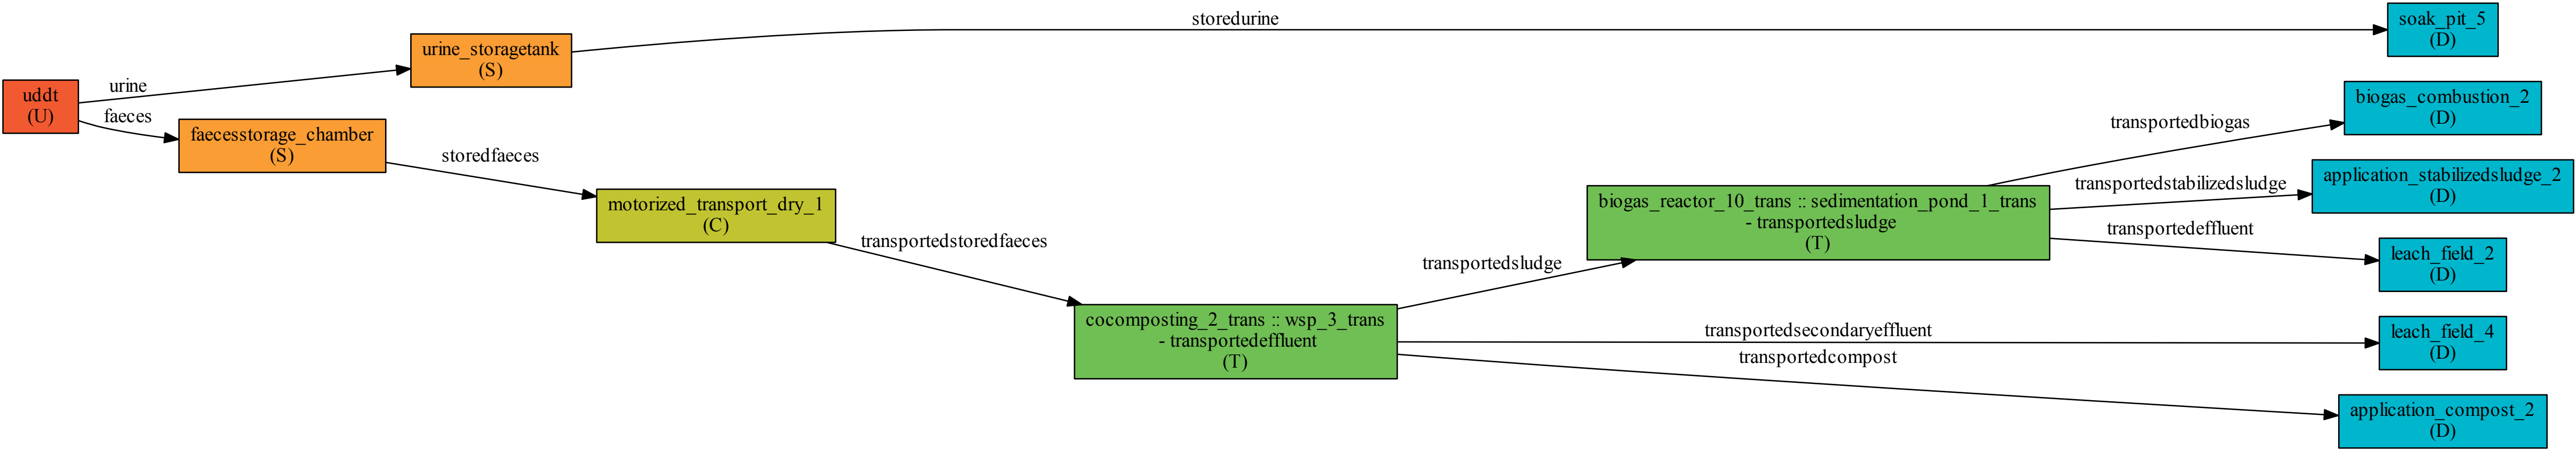 uddt
(U)
urine
faeces
urine_storagetank
(S)
faecesstorage_chamber
(S)
storedurine
storedfaeces
motorized_transport_dry_1
(C)
transportedstoredfaeces
cocomposting_2_trans :: wsp_3_trans
- transportedeffluent
(T)
transportedsludge
transportedsecondaryeffluent
transportedcompost
biogas_reactor_10_trans :: sedimentation_pond_1_trans
- transportedsludge
(T)
transportedbiogas
transportedstabilizedsludge
transportedeffluent
soak_pit_5
(D)
biogas_combustion_2
(D)
application_stabilizedsludge_2
(D)
leach_field_2
(D)
leach_field_4
(D)
application_compost_2
(D)